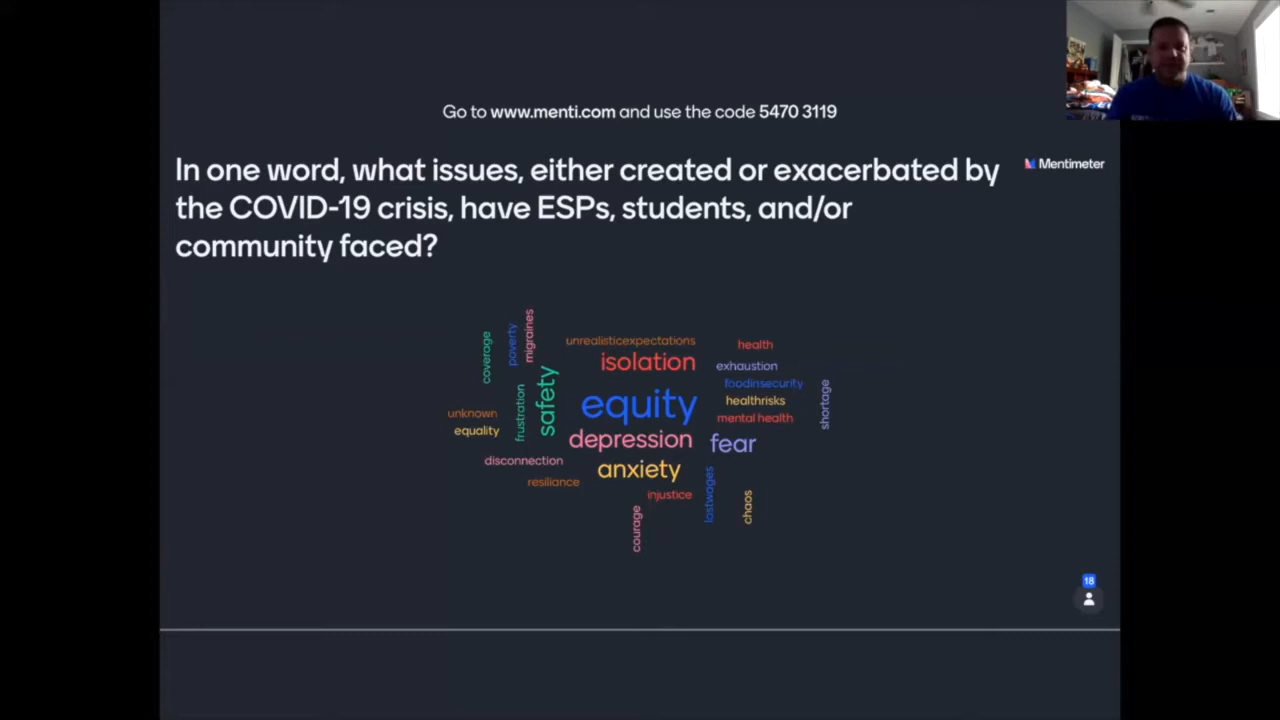 Go to www.menti.com and use the code 5470 3119
Mentimeter
In one word, what issues, either created or exacerbated by
the COVID-19 crisis, have ESPs, students, and/or
community faced?
coverage
poverty
migraines
unrealisticexpectations
health
isolation
exhaustion
foodinsecurity
safety
frustration
equity
healthrisks
shortage
unknown
mental health
equality
depression
fear
disconnection
anxiety
resiliance
injustice
lostwages
chaos
courage
18